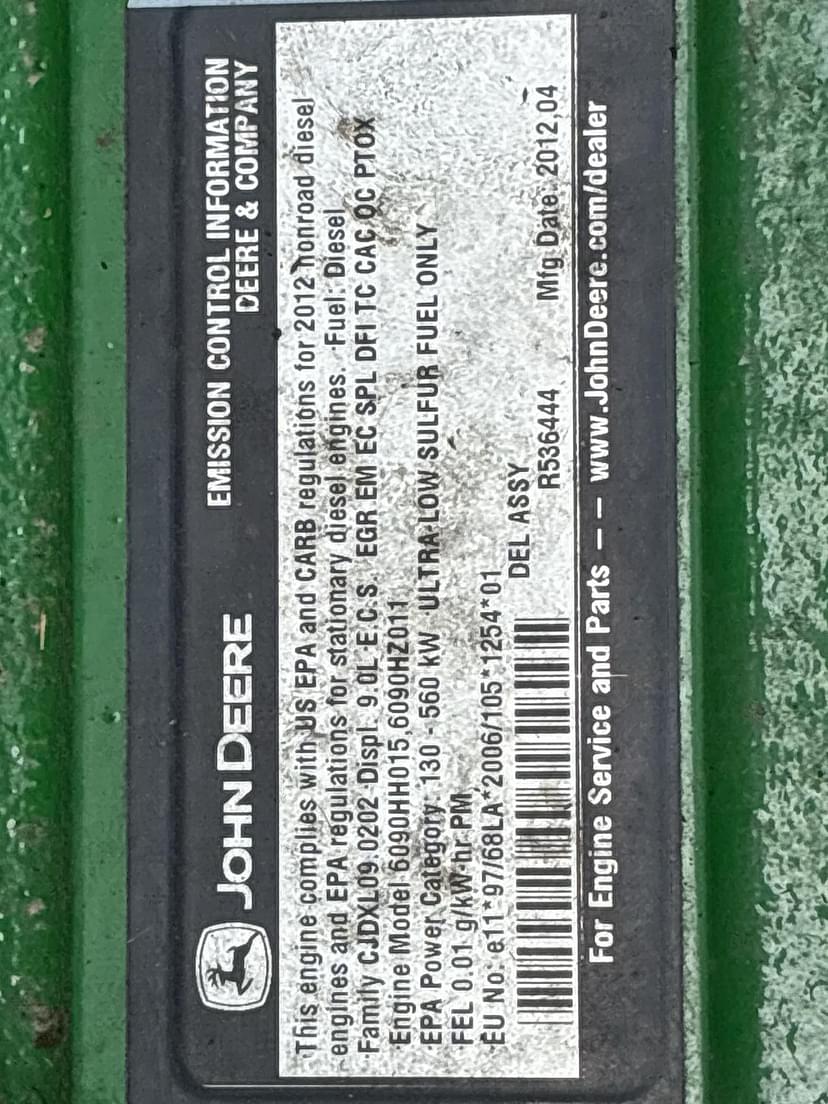 JOHN DEERE
EMISSION CONTROL INFORMATION
DEERE & COMPANY
This engine complies with US EPA and CARB regulations for 2012 nonroad diesel
engines and EPA regulations for stationary diesel engines. Fuel: Diesel
Family CJDXL09.0202 Displ. 9.0L E.C.S. EGR EM EC SPL DFI TC CAC OC PTOX
Engine Model 6090HH015,6090HZ011
EPA Power Category 130 - 560 kW ULTRA LOW SULFUR FUEL ONLY
FEL 0.01 g/kW-hr PM
EU No: e11*97/68LA*2006/105*1254*01
DEL ASSY
R536444 Mfg Date: 2012,04
For Engine Service and Parts -- www.JohnDeere.com/dealer